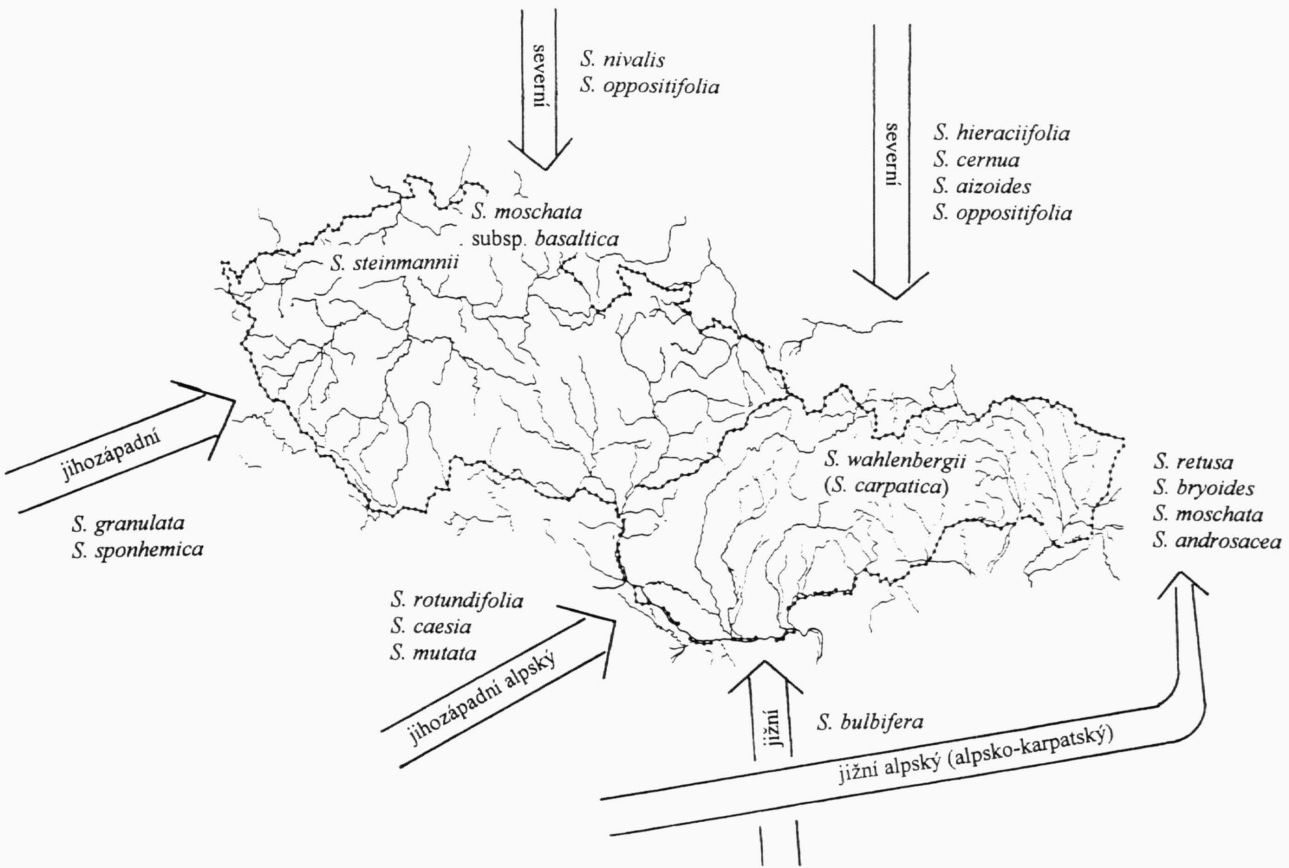 severní
S. nivalis
S. oppositifolia
severní
S. hieraciifolia
S. cernua
S. aizoides
S. oppositifolia
S. moschata
subsp. basaltica
S. steinmannii
jihozápadní
S. granulata
S. sponhemica
S. wahlenbergii
(S. carpatica)
S. retusa
S. bryoides
S. moschata
S. androsacea
S. rotundifolia
S. caesia
S. mutata
jihozápadní alpský
jižní
S. bulbifera
jižní alpský (alpsko-karpatský)